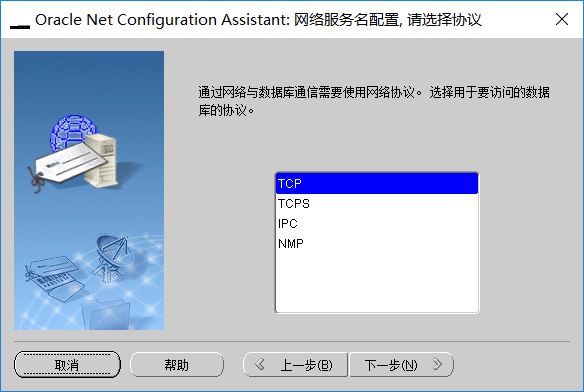 Oracle Net Configuration Assistant: 网络服务名配置, 请选择协议
通过网络与数据库通信需要使用网络协议。 选择用于要访问的数据
库的协议。
TCP
TCPS
IPC
NMP
取消
帮助
上一步(B)
下一步(N)